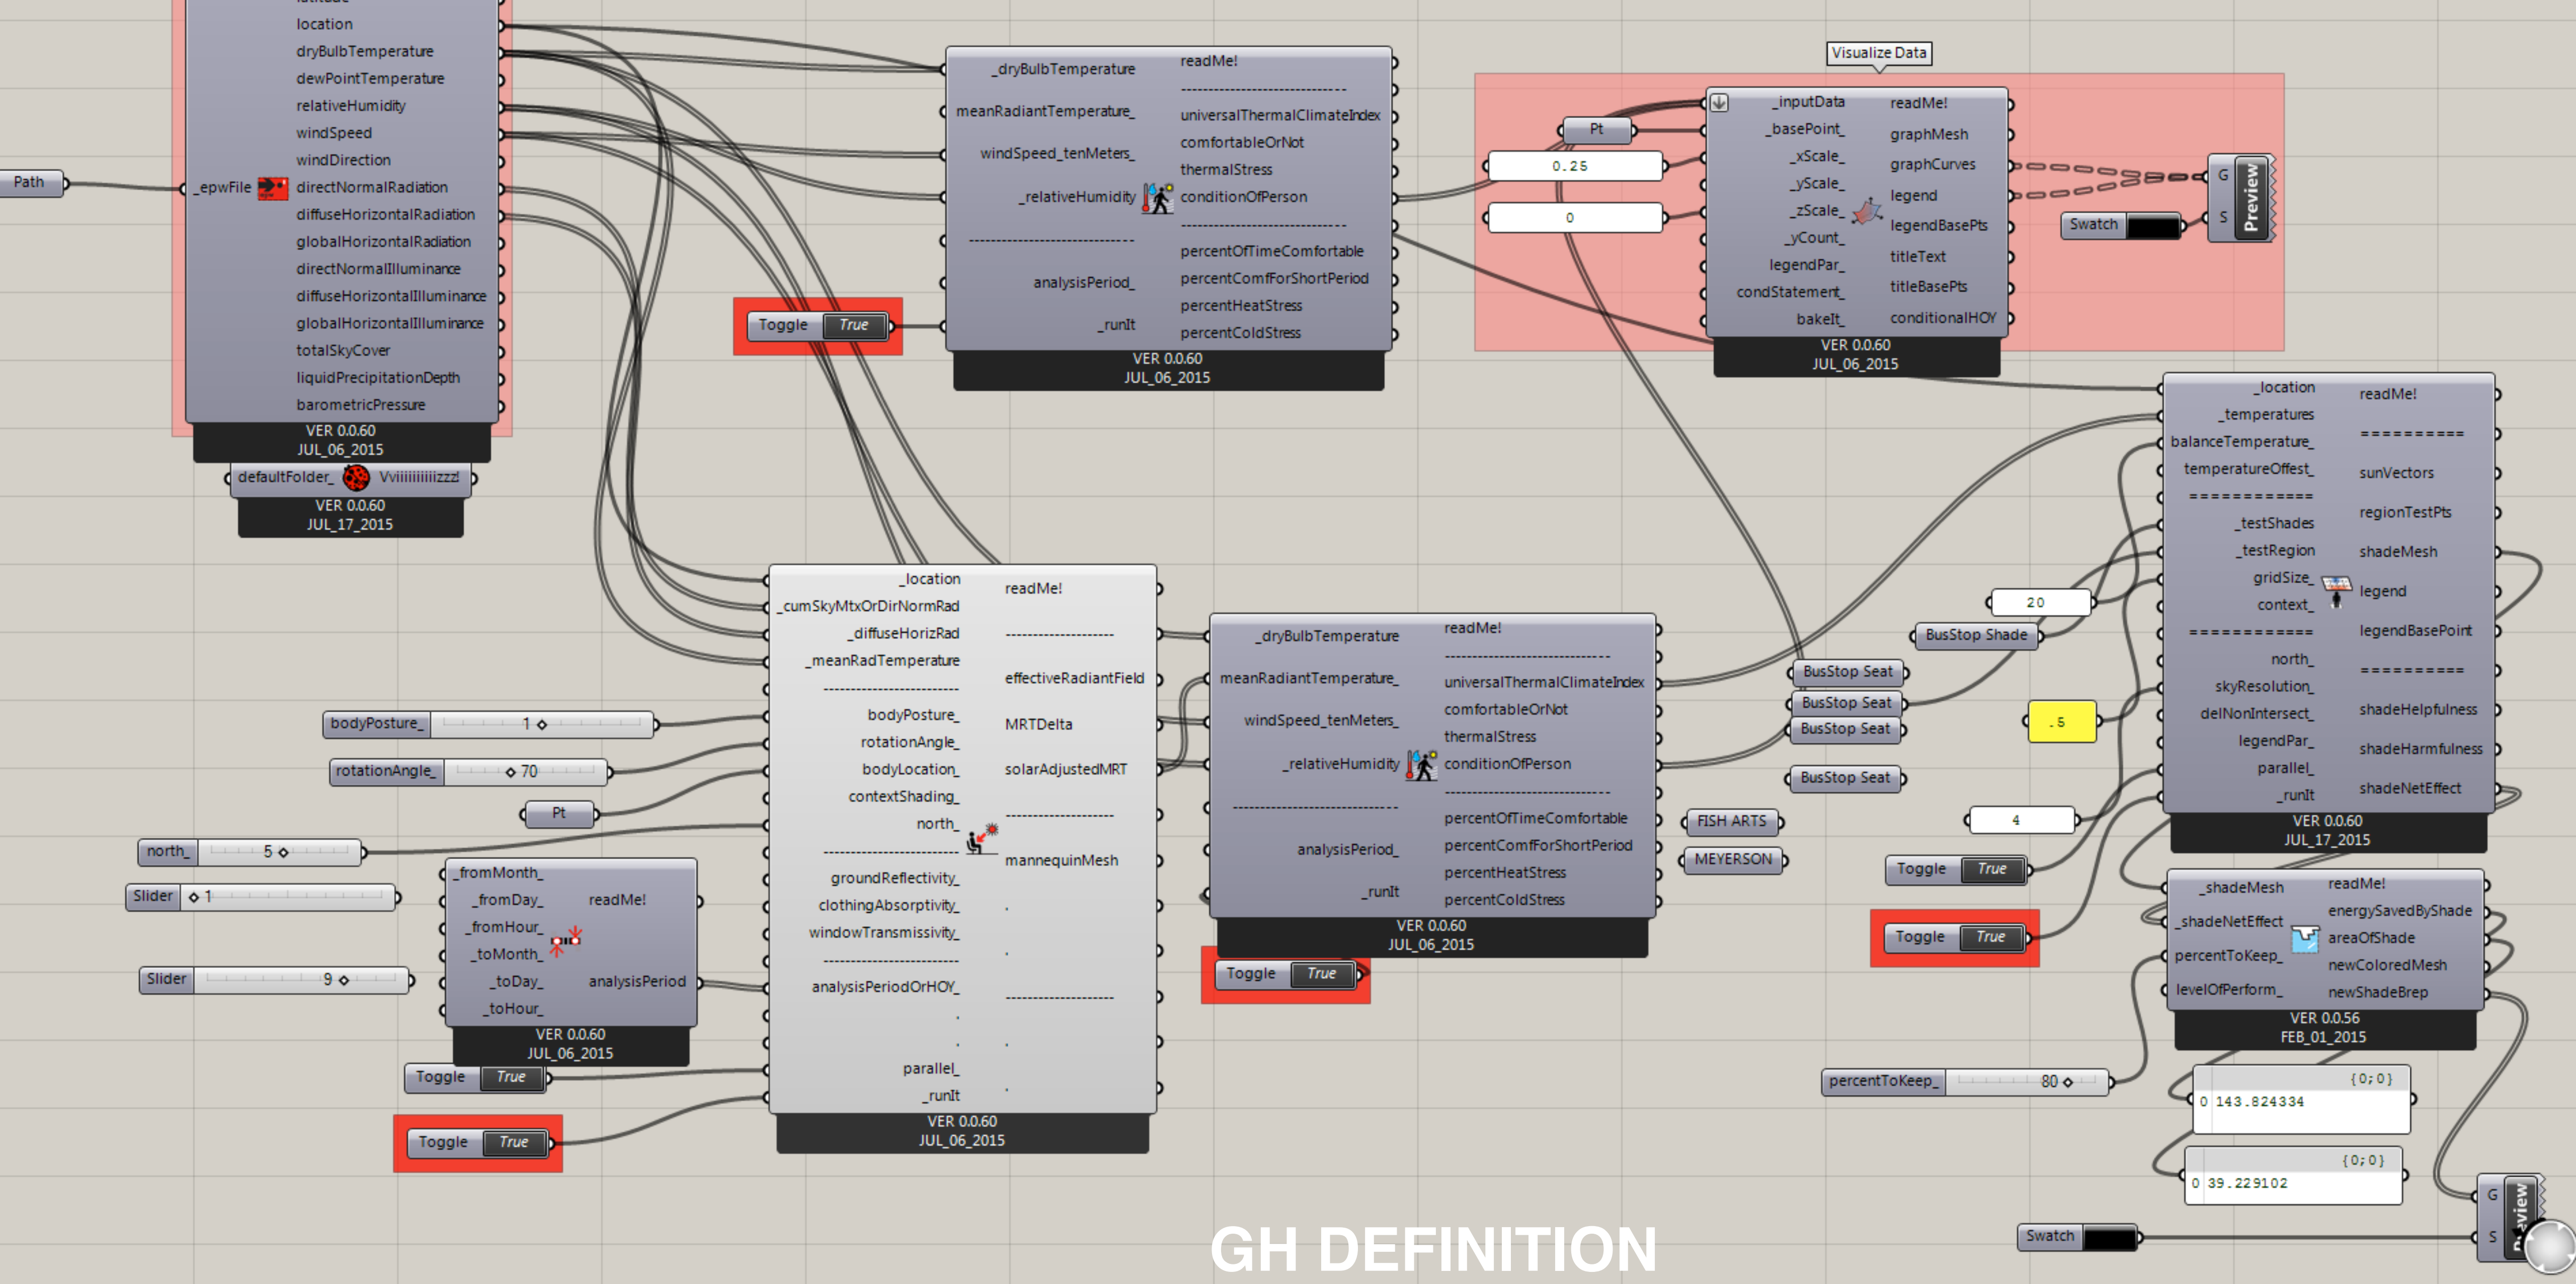 location
dryBulbTemperature
dewPointTemperature
relativeHumidity
windSpeed
windDirection
Path
_epwFile
directNormalRadiation
diffuseHorizontalRadiation
globalHorizontalRadiation
directNormalIlluminance
diffuseHorizontalIlluminance
globalHorizontalIlluminance
totalSkyCover
liquidPrecipitationDepth
barometricPressure
VER 0.0.60
JUL_06_2015
defaultFolder_ Vviiiiiiiiiizzz!
VER 0.0.60
JUL_17_2015
_dryBulbTemperature
meanRadiantTemperature_
windSpeed_tenMeters_
_relativeHumidity
------------------------------
analysisPeriod_
_runIt
readMe!
------------------------------
universalThermalClimateIndex
comfortableOrNot
thermalStress
conditionOfPerson
------------------------------
percentOfTimeComfortable
percentComfForShortPeriod
percentHeatStress
percentColdStress
VER 0.0.60
JUL_06_2015
Toggle True
Visualize Data
Pt
0.25
0
_inputData
_basePoint_
_xScale_
_yScale_
_zScale_
_yCount_
legendPar_
condStatement_
bakeIt_
readMe!
graphMesh
graphCurves
legend
legendBasePts
titleText
titleBasePts
conditionalHOY
VER 0.0.60
JUL_06_2015
Swatch
G
S
Preview
_location
_temperatures
balanceTemperature_
temperatureOffest_
=============
_testShades
_testRegion
gridSize_
context_
=============
north_
skyResolution_
delNonIntersect_
legendPar_
parallel_
_runIt
readMe!
==========
sunVectors
regionTestPts
shadeMesh
legend
legendBasePoint
==========
shadeHelpfulness
shadeHarmfulness
shadeNetEffect
VER 0.0.60
JUL_17_2015
20
BusStop Shade
BusStop Seat
BusStop Seat
BusStop Seat
BusStop Seat
.5
4
Toggle True
Toggle True
FISH ARTS
MEYERSON
_location
_cumSkyMtxOrDirNormRad
_diffuseHorizRad
_meanRadTemperature
--------------------
bodyPosture_
rotationAngle_
bodyLocation_
contextShading_
north_
--------------------
groundReflectivity_
clothingAbsorptivity_
windowTransmissivity_
--------------------
analysisPeriodOrHOY_
.
.
parallel_
_runIt
readMe!
--------------------
effectiveRadiantField
MRTDelta
solarAdjustedMRT
--------------------
mannequinMesh
.
.
--------------------
.
.
VER 0.0.60
JUL_06_2015
bodyPosture_ 1
rotationAngle_ 70
Pt
north_ 5
Slider 1
Slider 9
_fromMonth_
_fromDay_
_fromHour_
_toMonth_
_toDay_
_toHour_
readMe!
analysisPeriod
VER 0.0.60
JUL_06_2015
Toggle True
Toggle True
_dryBulbTemperature
meanRadiantTemperature_
windSpeed_tenMeters_
_relativeHumidity
------------------------------
analysisPeriod_
_runIt
readMe!
------------------------------
universalThermalClimateIndex
comfortableOrNot
thermalStress
conditionOfPerson
------------------------------
percentOfTimeComfortable
percentComfForShortPeriod
percentHeatStress
percentColdStress
VER 0.0.60
JUL_06_2015
Toggle True
_shadeMesh
_shadeNetEffect
percentToKeep_
levelOfPerform_
readMe!
energySavedByShade
areaOfShade
newColoredMesh
newShadeBrep
VER 0.0.56
FEB_01_2015
percentToKeep_ 80
{0;0}
0 143.824334
{0;0}
0 39.229102
Swatch
G
S
GH DEFINITION